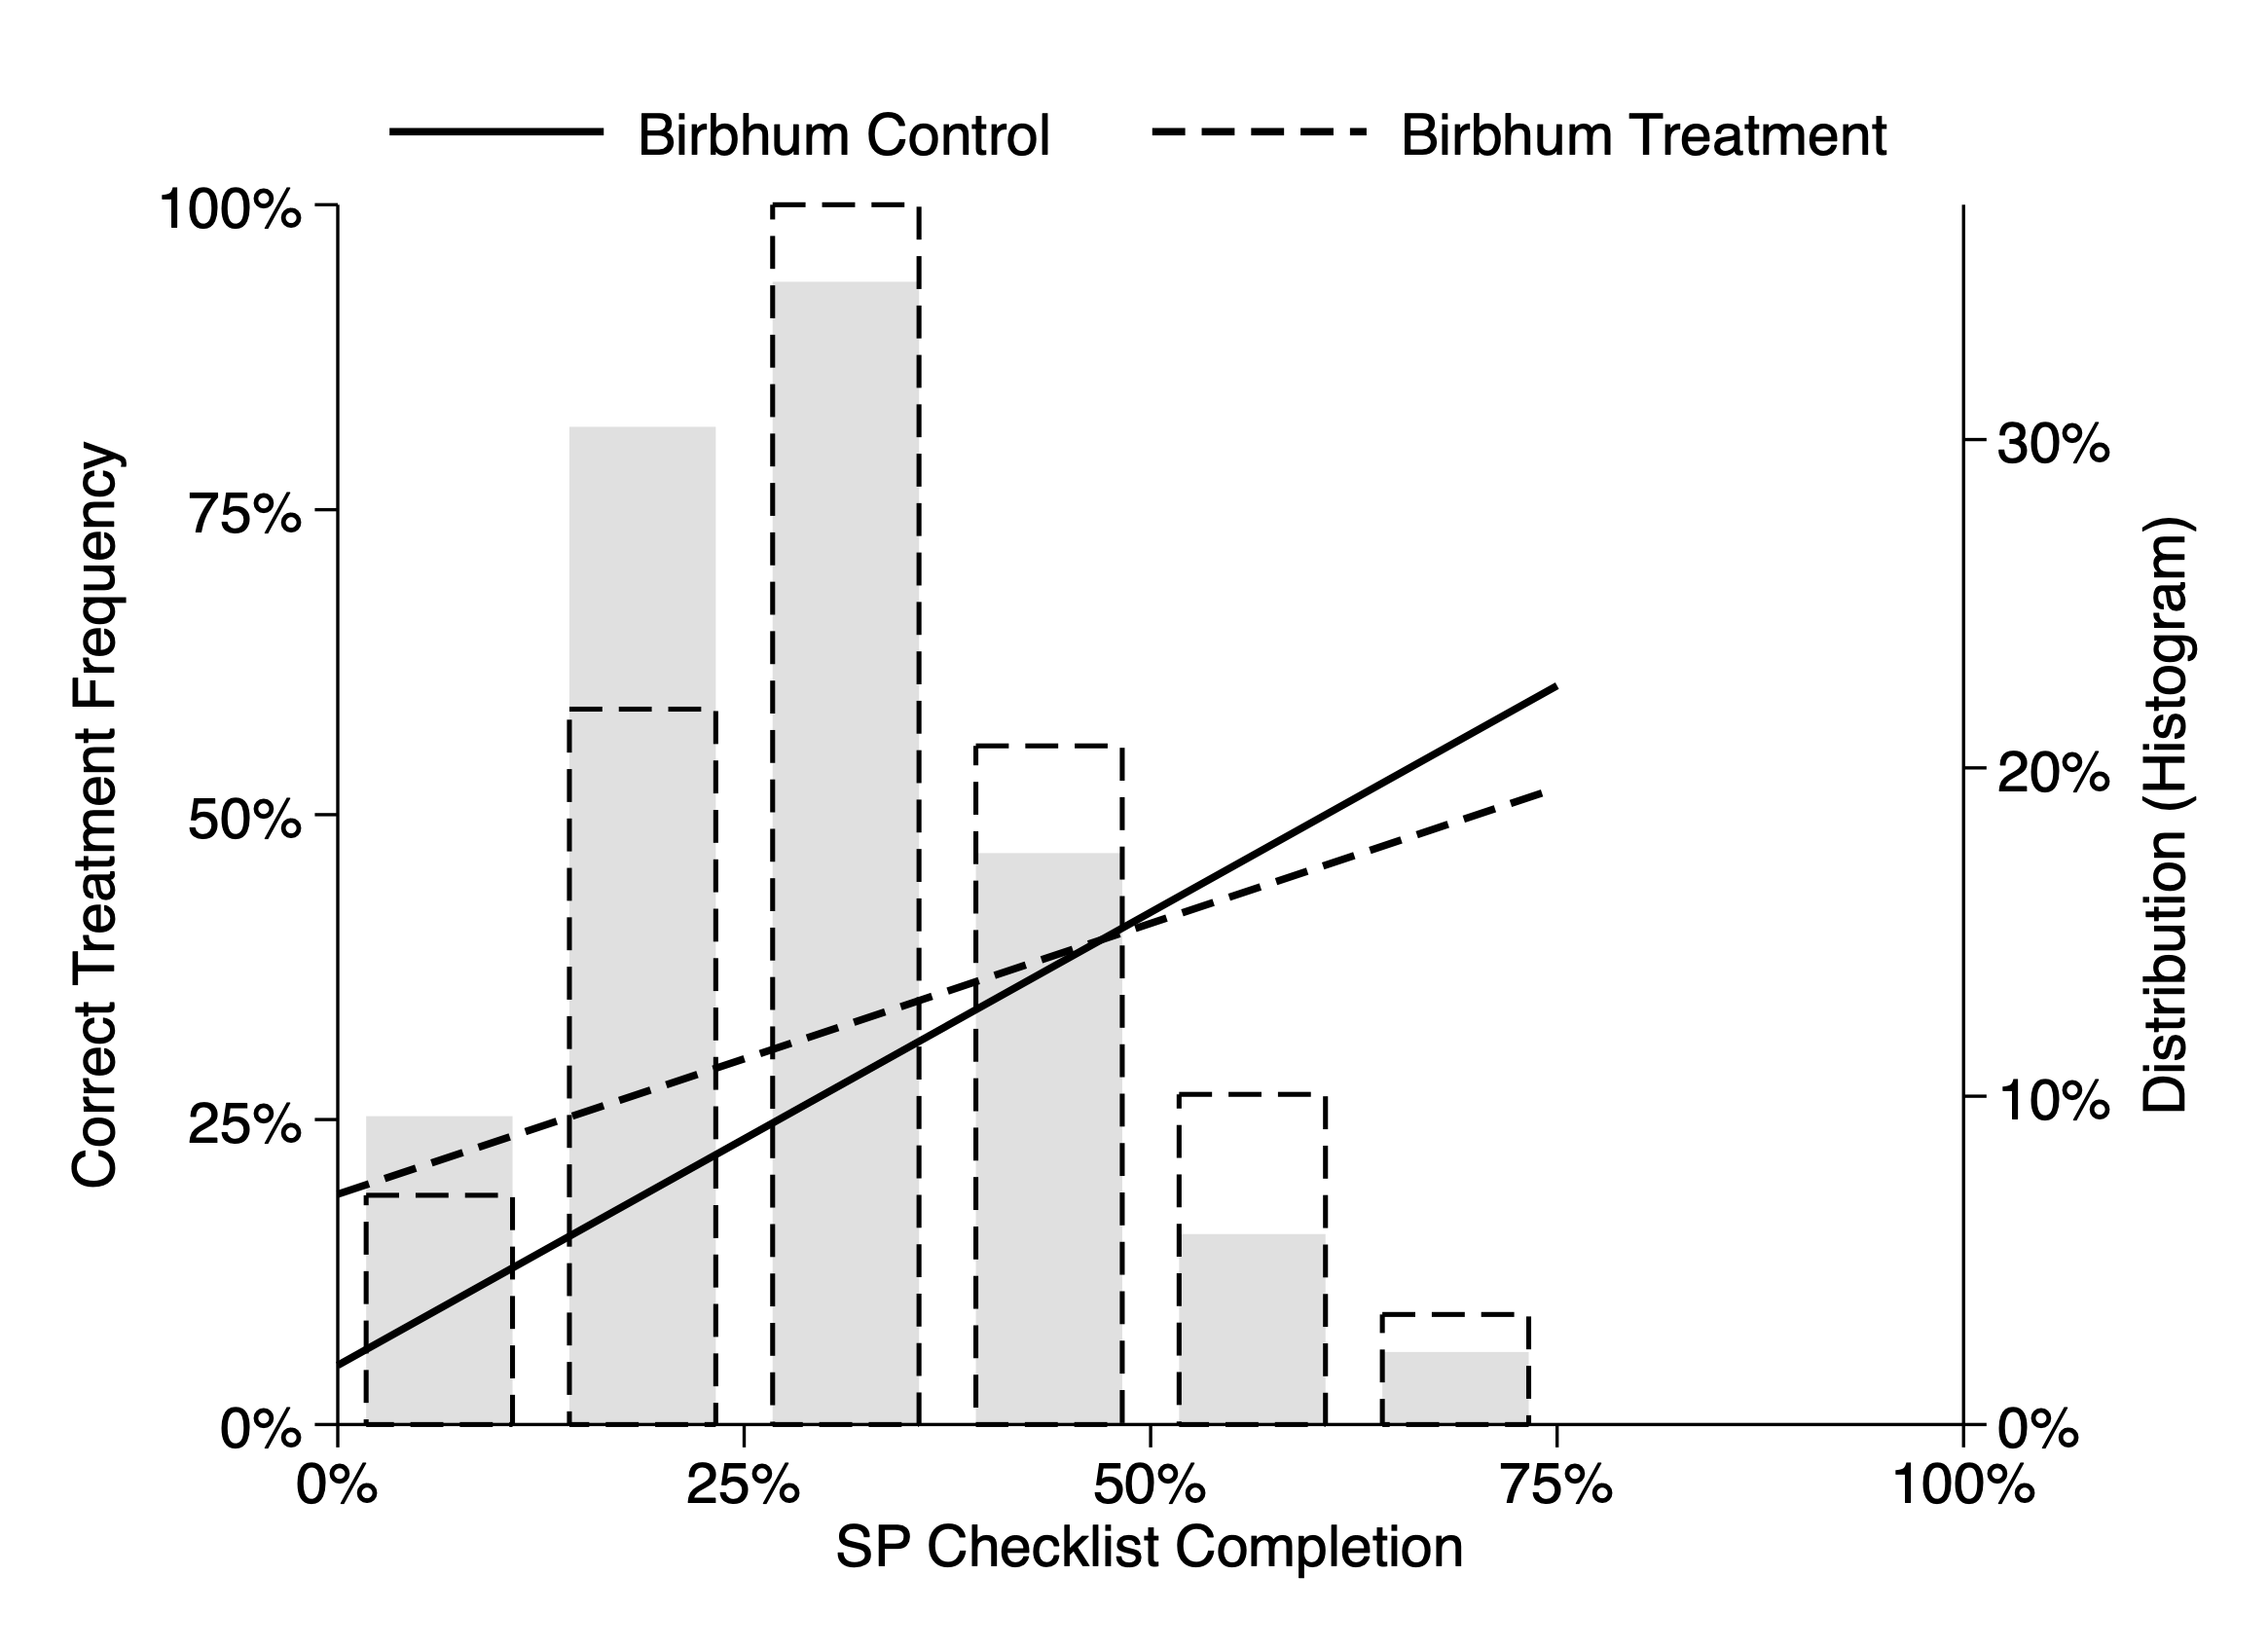 Birbhum Control Birbhum Treatment
Correct Treatment Frequency
100%
75%
50%
25%
0%
0% 25% 50% 75% 100%
SP Checklist Completion
30%
20%
10%
0%
Distribution (Histogram)